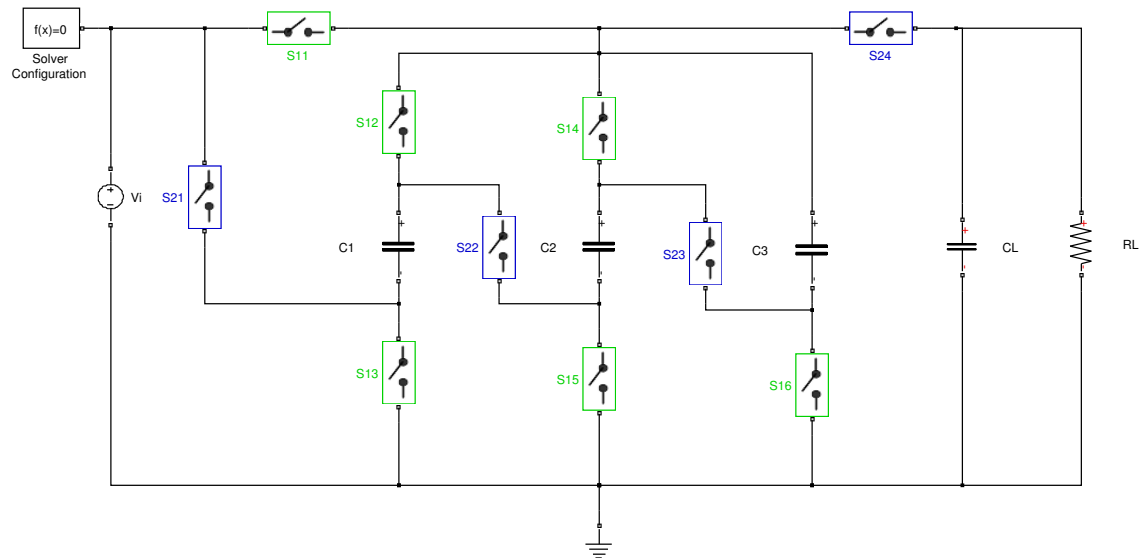 f(x)=0
Solver
Configuration
S11
S24
S12
S14
S21
Vi
C1
S22
C2
S23
C3
CL
RL
S13
S15
S16